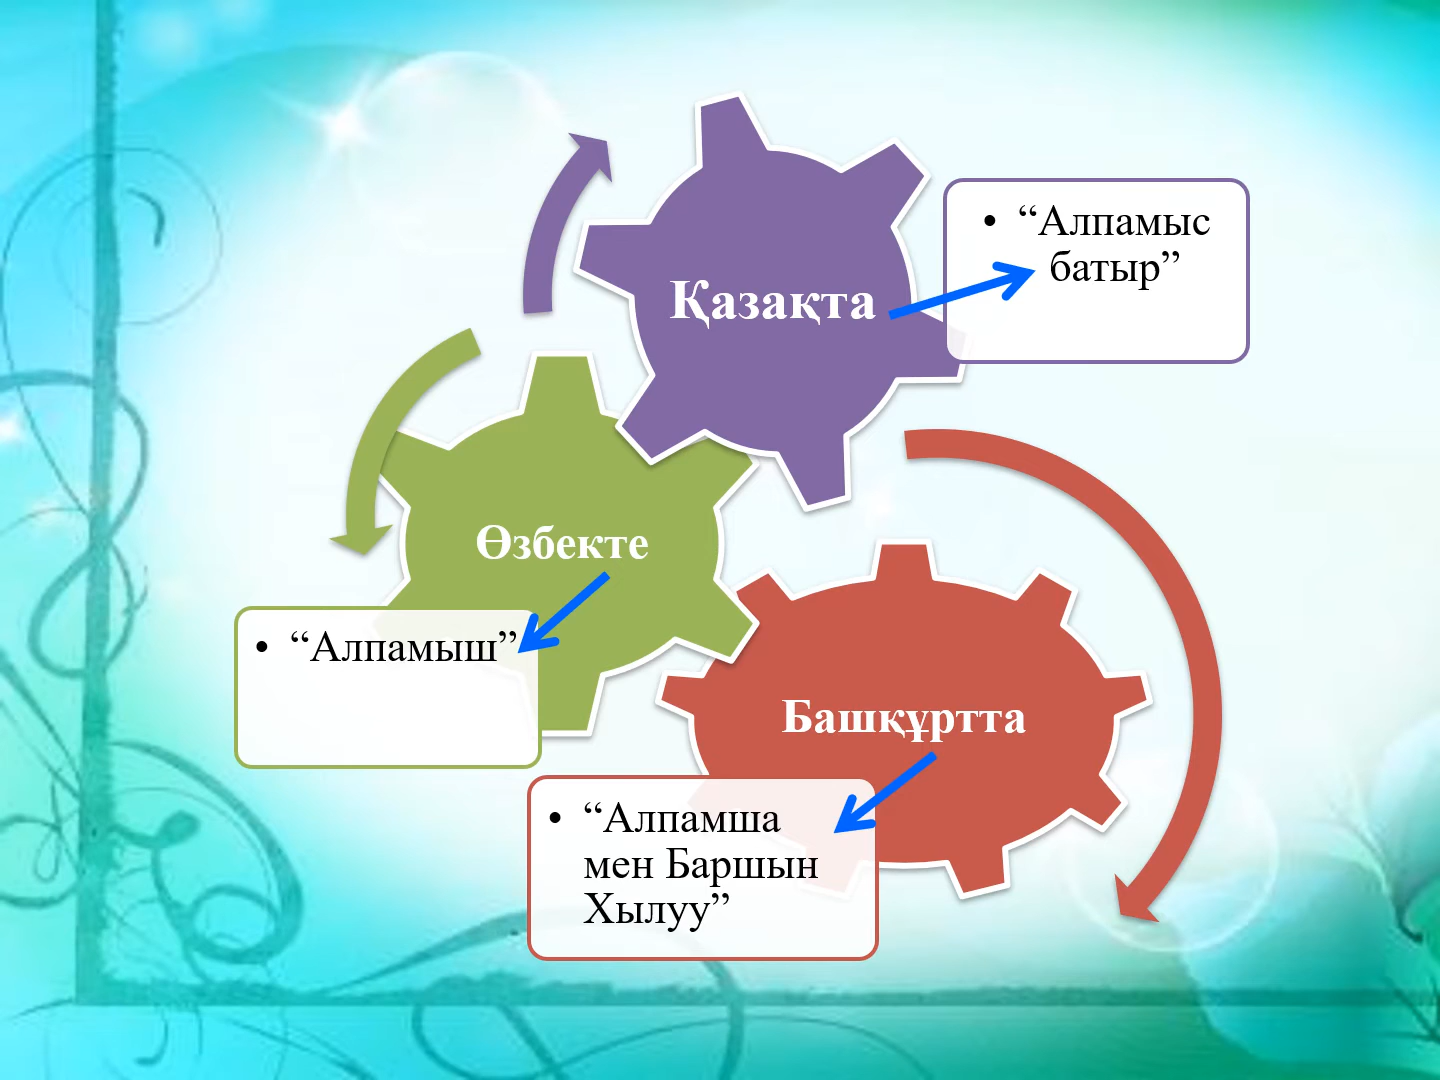 Қазақта
• “Алпамыс
батыр”
Өзбекте
• “Алпамыш”
Башқұртта
• “Алпамша
мен Баршын
Хылуу”